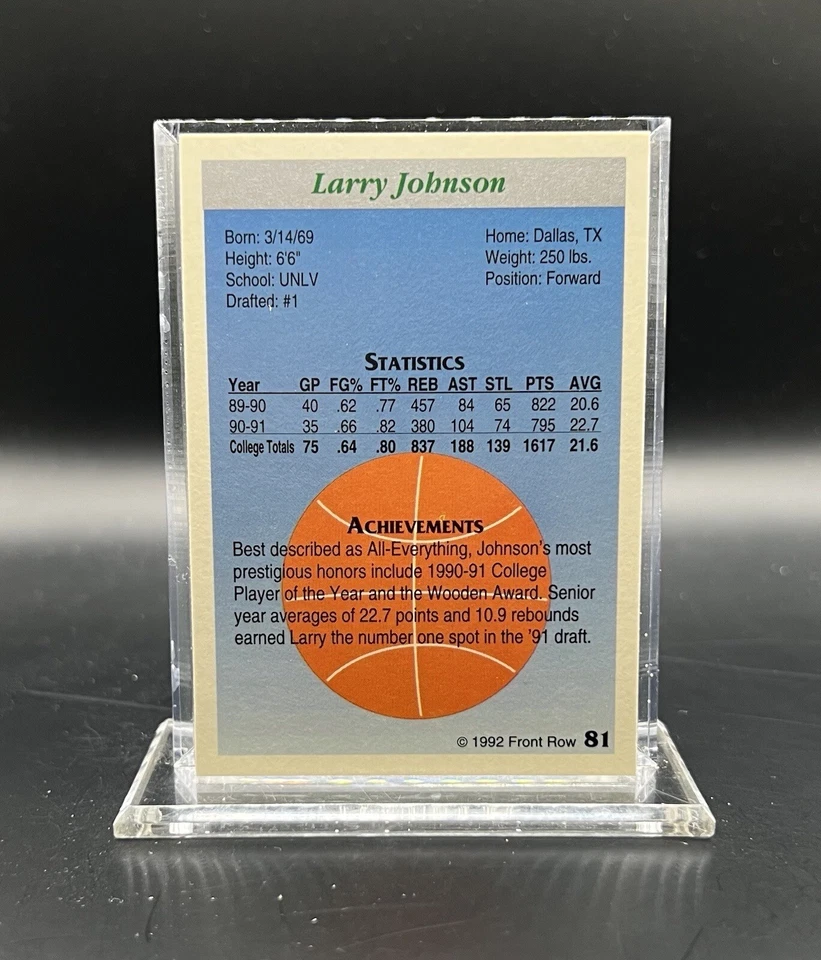 Larry Johnson
Born: 3/14/69 Home: Dallas, TX
Height: 6'6" Weight: 250 lbs.
School: UNLV Position: Forward
Drafted: #1
STATISTICS
Year GP FG% FT% REB AST STL PTS AVG
89-90 40 .62 .77 457 84 65 822 20.6
90-91 35 .66 .82 380 104 74 795 22.7
College Totals 75 .64 .80 837 188 139 1617 21.6
ACHIEVEMENTS
Best described as All-Everything, Johnson's most
prestigious honors include 1990-91 College
Player of the Year and the Wooden Award. Senior
year averages of 22.7 points and 10.9 rebounds
earned Larry the number one spot in the '91 draft.
© 1992 Front Row 81